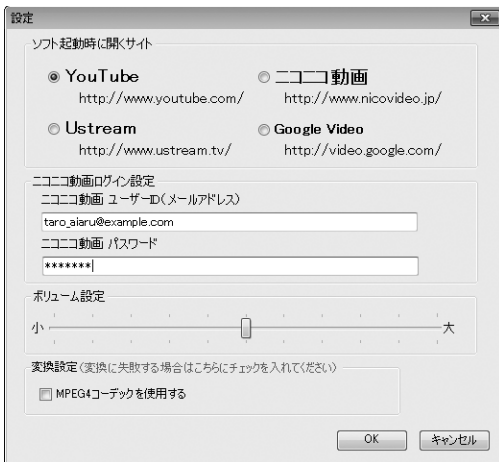 設定
ソフト起動時に開くサイト
YouTube
http://www.youtube.com/
ニコニコ動画
http://www.nicovideo.jp/
Ustream
http://www.ustream.tv/
Google Video
http://video.google.com/
ニコニコ動画ログイン設定
ニコニコ動画 ユーザーID(メールアドレス)
taro_aiaru@example.com
ニコニコ動画 パスワード
*******
ボリューム設定
小
大
変換設定(変換に失敗する場合はこちらにチェックを入れてください)
MPEG4コーデックを使用する
OK
キャンセル